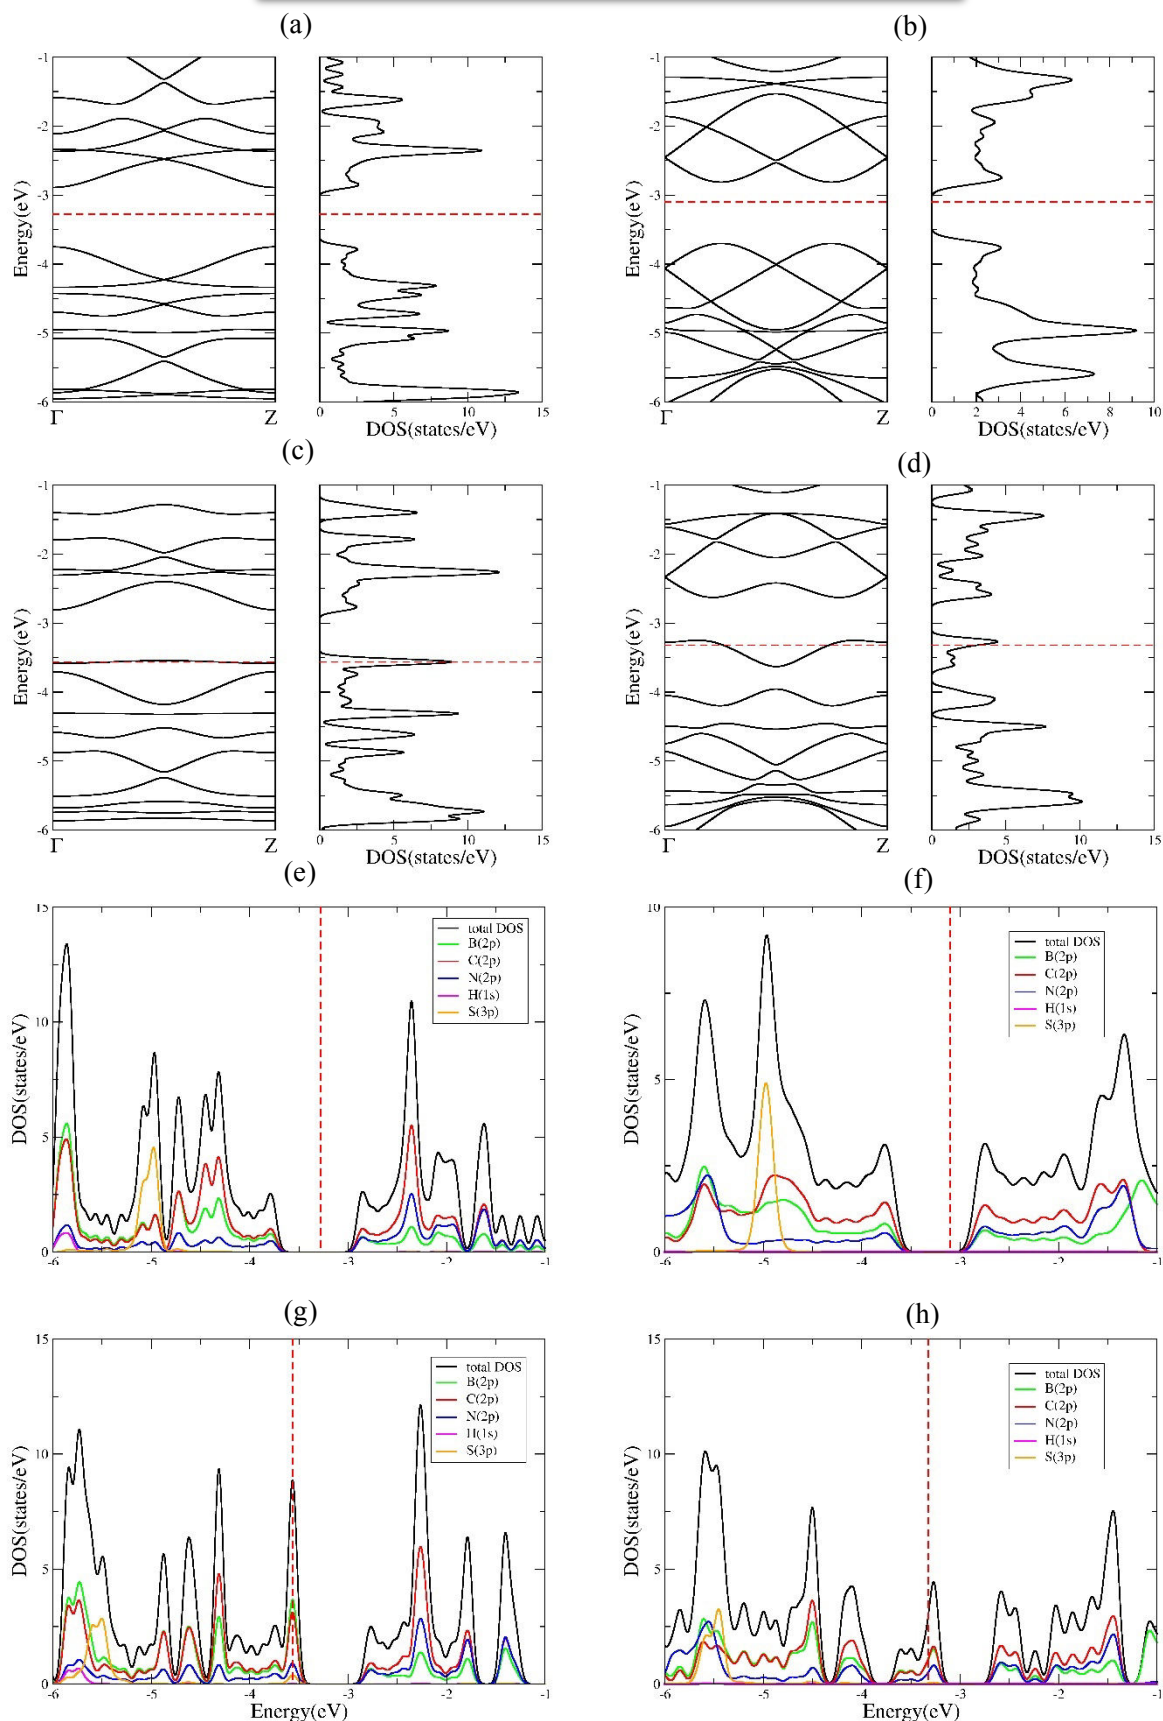 (a)
(b)
-1
-2
-3
-4
-5
-6
Energy(eV)
Γ
Z
0
5
10
15
DOS(states/eV)
-1
-2
-3
-4
-5
-6
Energy(eV)
Γ
Z
0
2
4
6
8
10
DOS(states/eV)
(c)
(d)
-1
-2
-3
-4
-5
-6
Energy(eV)
Γ
Z
0
5
10
15
DOS(states/eV)
-1
-2
-3
-4
-5
-6
Energy(eV)
Γ
Z
0
5
10
15
DOS(states/eV)
(e)
(f)
15
10
5
0
DOS(states/eV)
total DOS
B(2p)
C(2p)
N(2p)
H(1s)
S(3p)
-6
-5
-4
-3
-2
-1
10
5
0
DOS(states/eV)
total DOS
B(2p)
C(2p)
N(2p)
H(1s)
S(3p)
-6
-5
-4
-3
-2
-1
(g)
(h)
15
10
5
0
DOS(states/eV)
total DOS
B(2p)
C(2p)
N(2p)
H(1s)
S(3p)
-6
-5
-4
-3
-2
-1
Energy(eV)
15
10
5
0
DOS(states/eV)
total DOS
B(2p)
C(2p)
N(2p)
H(1s)
S(3p)
-6
-5
-4
-3
-2
-1
Energy(eV)